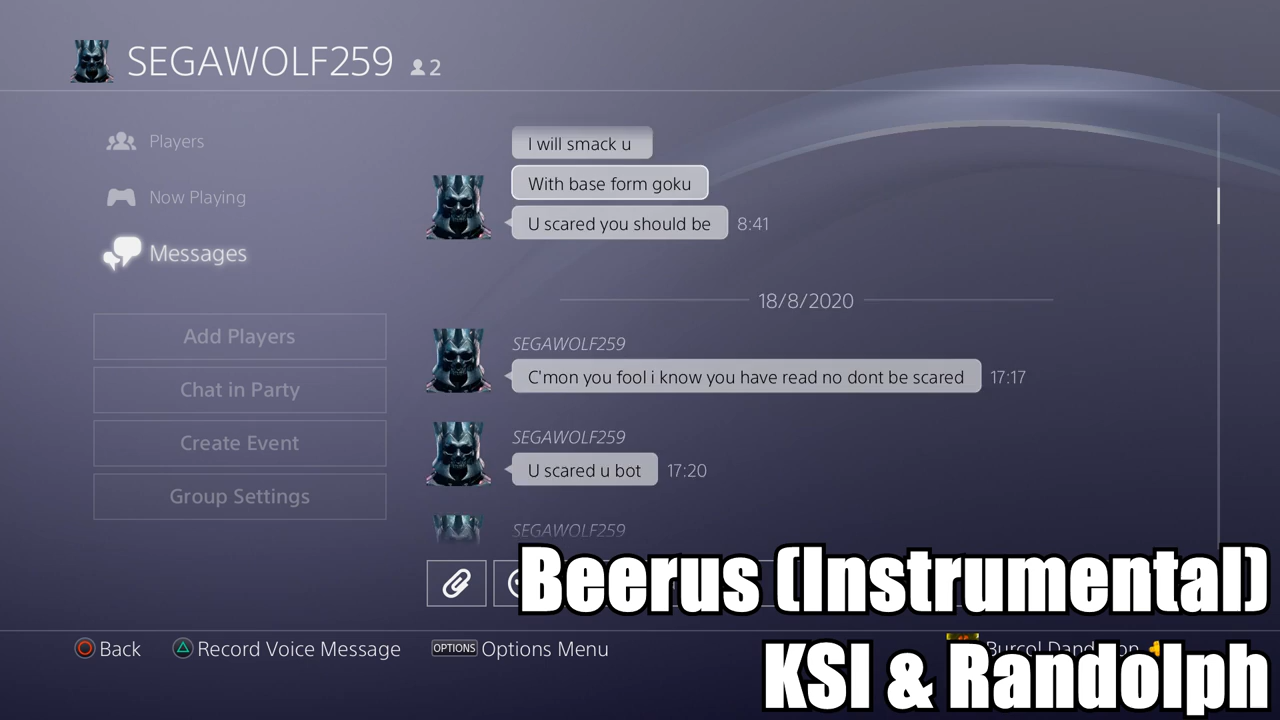 SEGAWOLF259 2
Players
Now Playing
Messages
Add Players
Chat in Party
Create Event
Group Settings
I will smack u
With base form goku
U scared you should be 8:41
18/8/2020
SEGAWOLF259
C'mon you fool i know you have read no dont be scared 17:17
SEGAWOLF259
U scared u bot 17:20
SEGAWOLF259
Beerus (Instrumental)
Back
Record Voice Message
OPTIONS Options Menu
KSI & Randolph